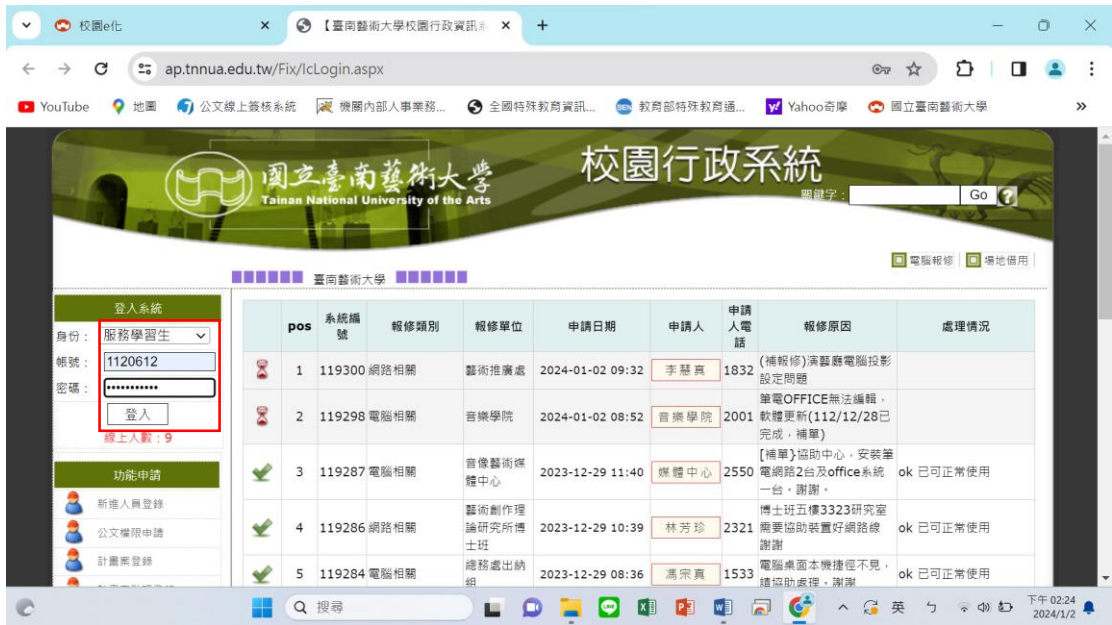 校園e化
【臺南藝術大學校園行政資訊系
ap.tnnua.edu.tw/Fix/IcLogin.aspx
YouTube 地圖 公文線上簽核系統 機關內部人事業務... 全國特殊教育資訊... 教育部特殊教育通... Yahoo奇摩 國立臺南藝術大學 »
國立臺南藝術大學
Tainan National University of the Arts
校園行政系統
關鍵字: Go ?
電腦報修 場地借用
臺南藝術大學
登入系統
身份: 服務學習生
帳號: 1120612
密碼: •••••••••••
登入
線上人數:9
功能申請
新進人員登錄
公文權限申請
計畫案登錄
pos 系統編號 報修類別 報修單位 申請日期 申請人 申請人電話 報修原因 處理情況
1 119300 網路相關 藝術推廣處 2024-01-02 09:32 李慧真 1832 (補報修)演藝廳電腦投影設定問題
2 119298 電腦相關 音樂學院 2024-01-02 08:52 音樂學院 2001 筆電OFFICE無法編輯,軟體更新(112/12/28已完成,補單)
3 119287 電腦相關 音像藝術媒體中心 2023-12-29 11:40 媒體中心 2550 [補單}協助中心,安裝筆電網路2台及office系統一台。謝謝。 ok 已可正常使用
4 119286 網路相關 藝術創作理論研究所博士班 2023-12-29 10:39 林芳珍 2321 博士班五樓3323研究室需要協助裝置好網路線 謝謝 ok 已可正常使用
5 119284 電腦相關 總務處出納組 2023-12-29 08:36 馮宗真 1533 電腦桌面本機捷徑不見,請協助處理。謝謝 ok 已可正常使用
搜尋
英
下午 02:24
2024/1/2